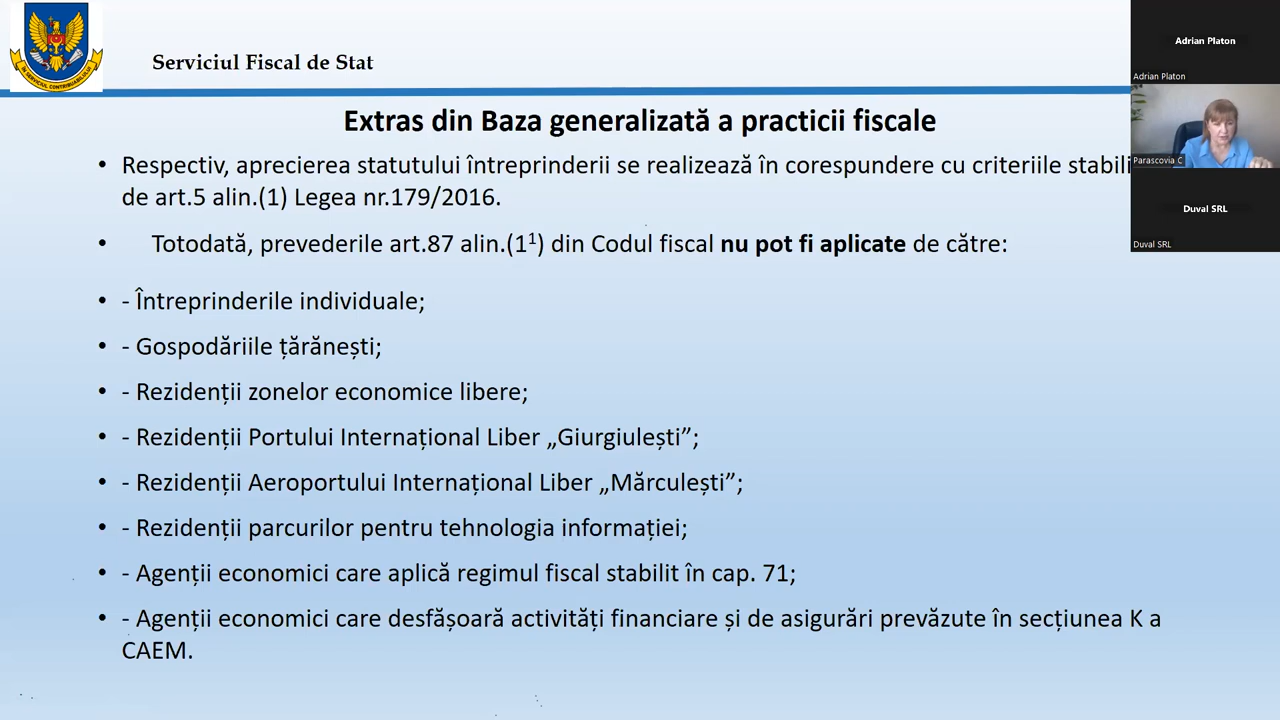 Serviciul Fiscal de Stat
Extras din Baza generalizată a practicii fiscale
• Respectiv, aprecierea statutului întreprinderii se realizează în corespundere cu criteriile
de art.5 alin.(1) Legea nr.179/2016.
• Totodată, prevederile art.87 alin.(1¹) din Codul fiscal nu pot fi aplicate de către:
• - Întreprinderile individuale;
• - Gospodăriile țărănești;
• - Rezidenții zonelor economice libere;
• - Rezidenții Portului Internațional Liber „Giurgiulești”;
• - Rezidenții Aeroportului Internațional Liber „Mărculești”;
• - Rezidenții parcurilor pentru tehnologia informației;
• - Agenții economici care aplică regimul fiscal stabilit în cap. 71;
• - Agenții economici care desfășoară activități financiare și de asigurări prevăzute în secțiunea K a
CAEM.
Adrian Platon
Adrian Platon
Parascovia C
Duval SRL
Duval SRL
ÎN SERVICIUL CONTRIBUABILULUI